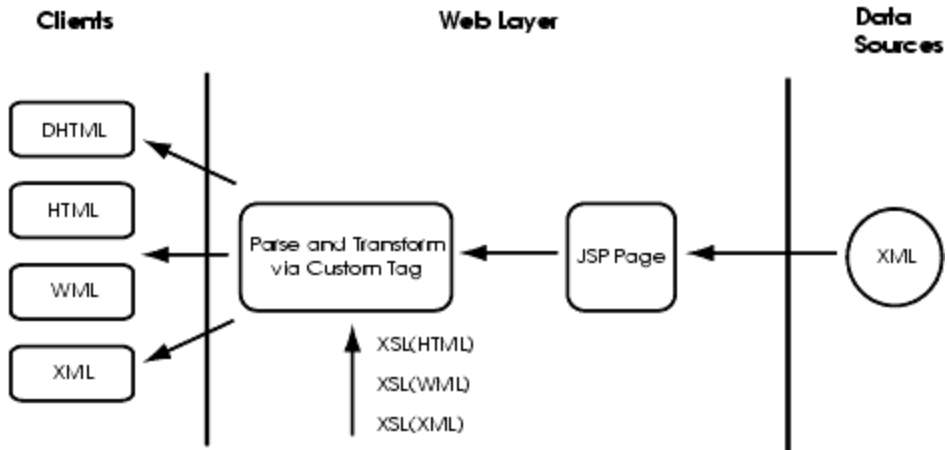 Clients
Web Layer
Data
Sources
DHTML
HTML
WML
XML
Parse and Transform
via Custom Tag
JSP Page
XML
XSL(HTML)
XSL(WML)
XSL(XML)